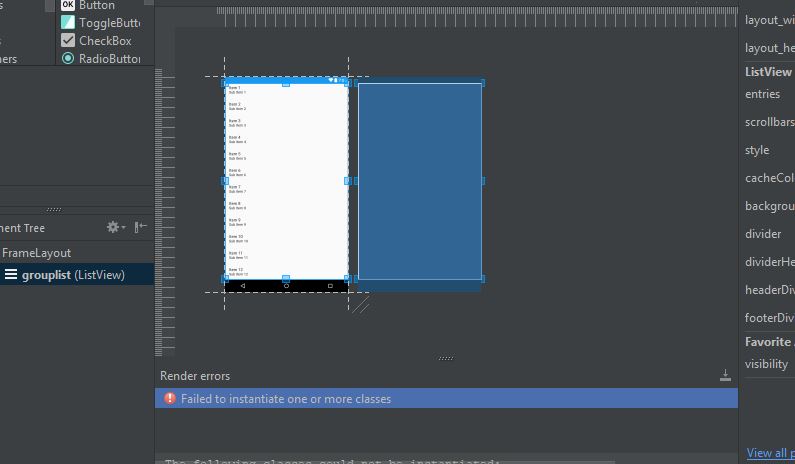 Button
ToggleButto
CheckBox
RadioButton
ners
Item 1
Sub Item 1
Item 2
Sub Item 2
Item 3
Sub Item 3
Item 4
Sub Item 4
Item 5
Sub Item 5
Item 6
Sub Item 6
Item 7
Sub Item 7
Item 8
Sub Item 8
Item 9
Sub Item 9
Item 10
Sub Item 10
Item 11
Sub Item 11
Item 12
Sub Item 12
nent Tree
FrameLayout
grouplist (ListView)
Render errors
Failed to instantiate one or more classes
The following classes could not be instantiated:
layout_wi
layout_he
ListView
entries
scrollbars
style
cacheCol
backgrou
divider
dividerHe
headerDiv
footerDiv
Favorite
visibility
View all p